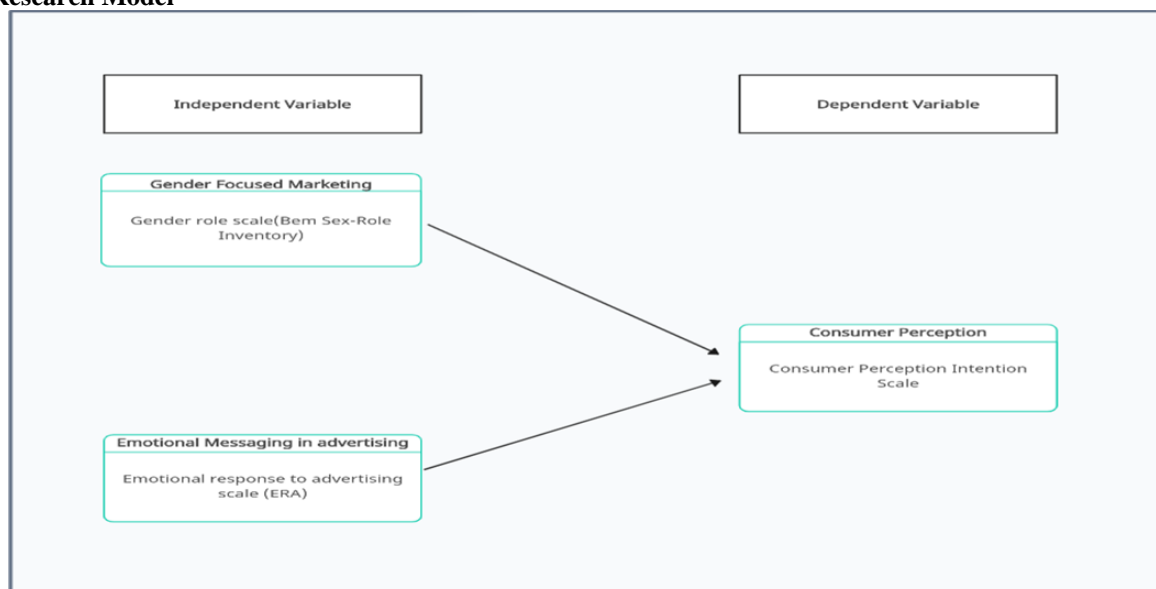 Research Model
Independent Variable
Dependent Variable
Gender Focused Marketing
Gender role scale(Bem Sex-Role
Inventory)
Consumer Perception
Consumer Perception Intention
Scale
Emotional Messaging in advertising
Emotional response to advertising
scale (ERA)